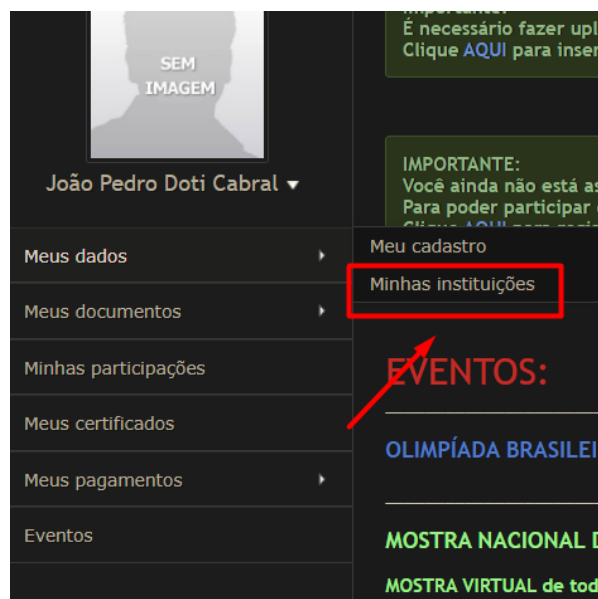 É necessário fazer upl
Clique AQUI para inser
SEM
IMAGEM
João Pedro Doti Cabral
IMPORTANTE:
Você ainda não está as
Para poder participar
Meus dados
Meu cadastro
Minhas instituições
Meus documentos
Minhas participações
EVENTOS:
Meus certificados
OLIMPÍADA BRASILEI
Meus pagamentos
Eventos
MOSTRA NACIONAL D
MOSTRA VIRTUAL de tod